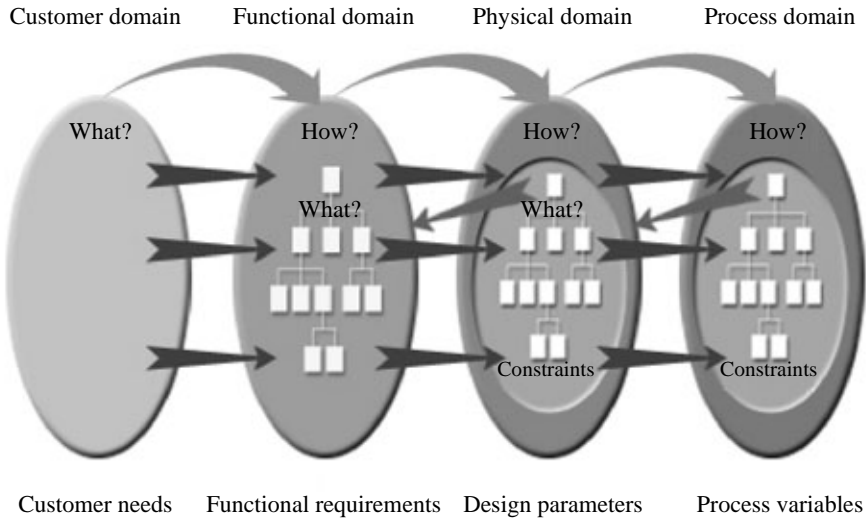 Customer domain Functional domain Physical domain Process domain
What? How? How? How?
What? What?
Constraints Constraints
Customer needs Functional requirements Design parameters Process variables